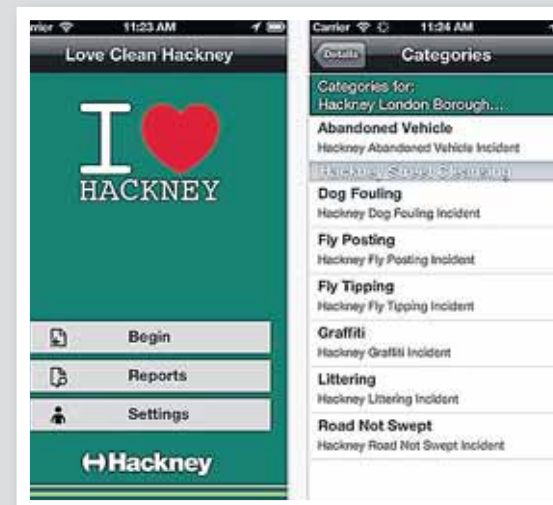 11:23 AM
Love Clean Hackney
I
HACKNEY
Begin
Reports
Settings
Hackney
Carrier 11:24 AM
Details
Categories
Categories for:
Hackney London Borough...
Abandoned Vehicle
Hackney Abandoned Vehicle Incident
Hackney Street Cleansing
Dog Fouling
Hackney Dog Fouling Incident
Fly Posting
Hackney Fly Posting Incident
Fly Tipping
Hackney Fly Tipping Incident
Graffiti
Hackney Graffiti Incident
Littering
Hackney Littering Incident
Road Not Swept
Hackney Road Not Swept Incident